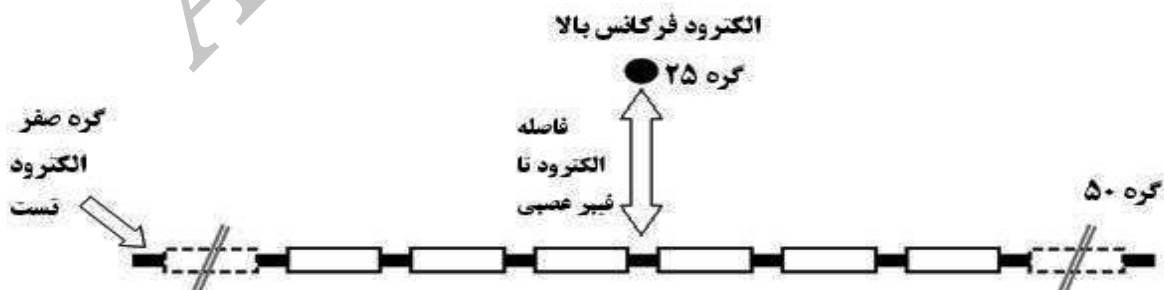 الکترود فرکانس بالا
گره ۲۵
فاصله
الکترود تا
فیبر عصبی
گره صفر
الکترود
تست
گره ۵۰